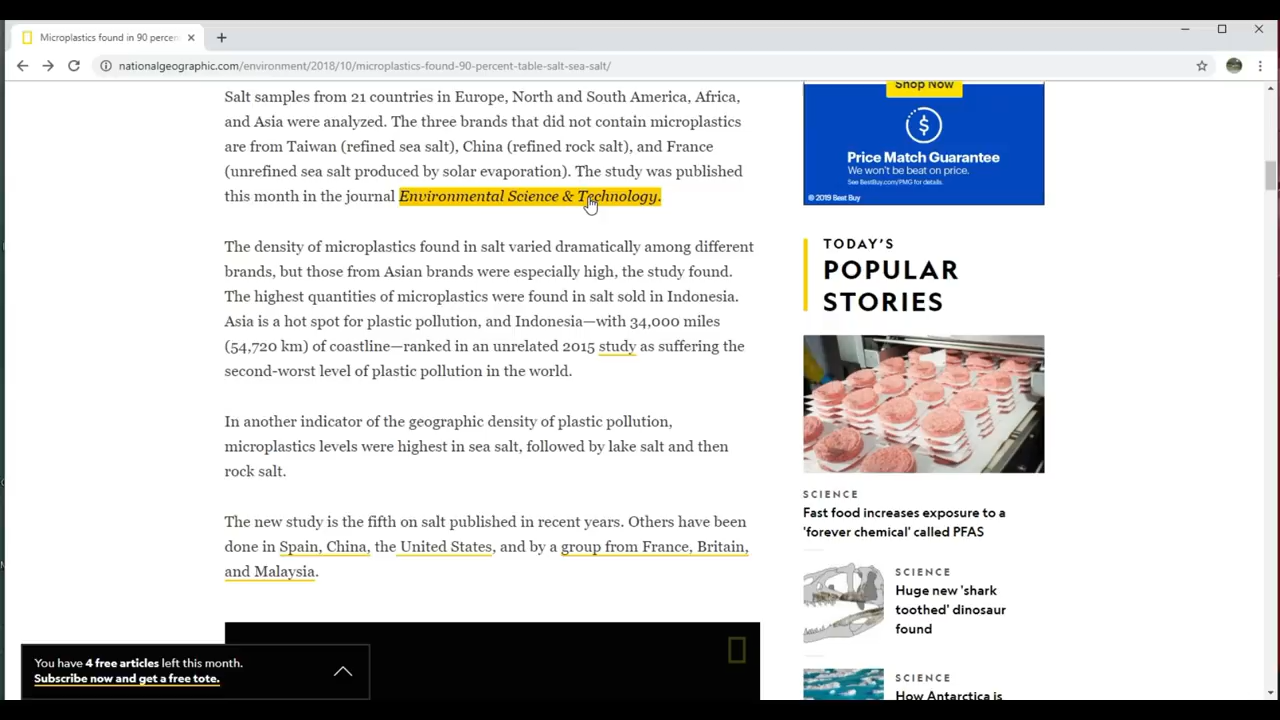 Microplastics found in 90 percen
nationalgeographic.com/environment/2018/10/microplastics-found-90-percent-table-salt-sea-salt/
Salt samples from 21 countries in Europe, North and South America, Africa,
and Asia were analyzed. The three brands that did not contain microplastics
are from Taiwan (refined sea salt), China (refined rock salt), and France
(unrefined sea salt produced by solar evaporation). The study was published
this month in the journal Environmental Science & Technology.
The density of microplastics found in salt varied dramatically among different
brands, but those from Asian brands were especially high, the study found.
The highest quantities of microplastics were found in salt sold in Indonesia.
Asia is a hot spot for plastic pollution, and Indonesia—with 34,000 miles
(54,720 km) of coastline—ranked in an unrelated 2015 study as suffering the
second-worst level of plastic pollution in the world.
In another indicator of the geographic density of plastic pollution,
microplastics levels were highest in sea salt, followed by lake salt and then
rock salt.
The new study is the fifth on salt published in recent years. Others have been
done in Spain, China, the United States, and by a group from France, Britain,
and Malaysia.
You have 4 free articles left this month.
Subscribe now and get a free tote.
Shop Now
$
Price Match Guarantee
We won't be beat on price.
See BestBuy.com/PMG for details.
© 2019 Best Buy
TODAY'S
POPULAR
STORIES
SCIENCE
Fast food increases exposure to a
'forever chemical' called PFAS
SCIENCE
Huge new 'shark
toothed' dinosaur
found
SCIENCE
How Antarctica is